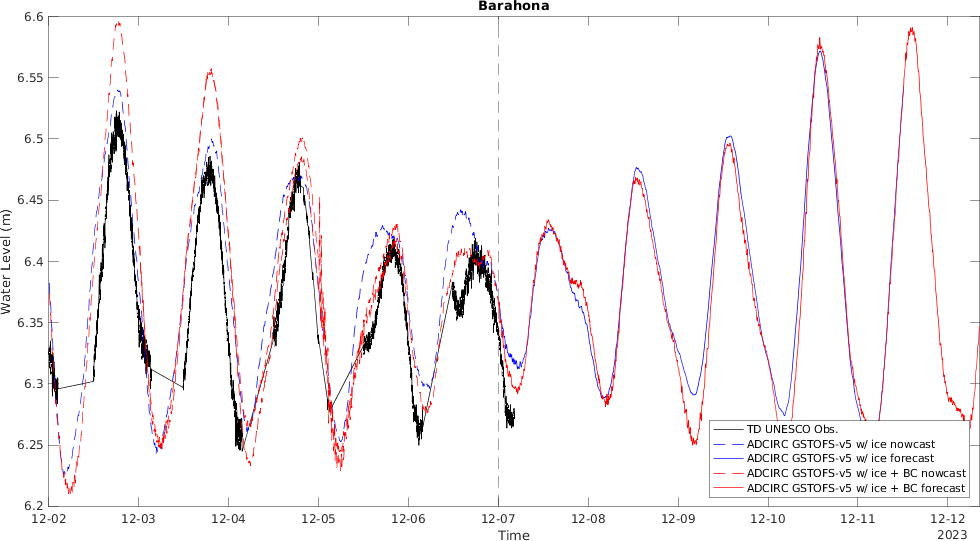 Barahona
6.6
6.55
6.5
6.45
6.4
6.35
6.3
6.25
6.2
Water Level (m)
12-02 12-03 12-04 12-05 12-06 12-07 12-08 12-09 12-10 12-11 12-12
Time
2023
TD UNESCO Obs.
ADCIRC GSTOFS-v5 w/ ice nowcast
ADCIRC GSTOFS-v5 w/ ice forecast
ADCIRC GSTOFS-v5 w/ ice + BC nowcast
ADCIRC GSTOFS-v5 w/ ice + BC forecast